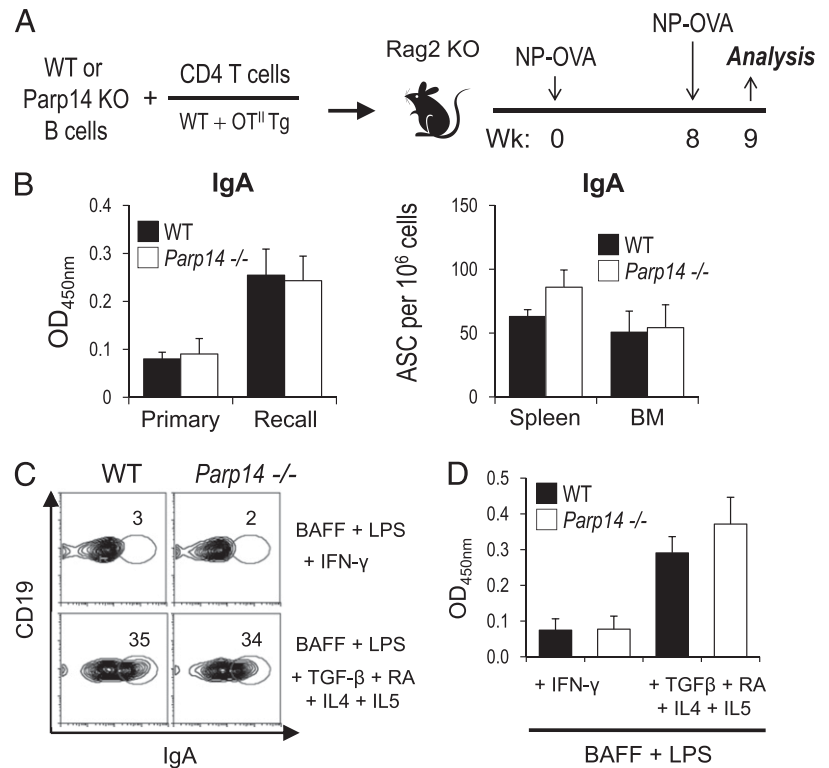 A
WT or
Parp14 KO
B cells
+
CD4 T cells
WT + OTII Tg
Rag2 KO
NP-OVA
NP-OVA
Analysis
Wk: 0 8 9
B
IgA
OD450nm
0.4
0.3
0.2
0.1
0
WT
Parp14 -/-
Primary Recall
IgA
ASC per 10⁶ cells
150
100
50
0
WT
Parp14 -/-
Spleen BM
C
WT Parp14 -/-
3 2
BAFF + LPS
+ IFN-γ
35 34
BAFF + LPS
+ TGF-β + RA
+ IL4 + IL5
CD19
IgA
D
OD450nm
0.5
0.4
0.3
0.2
0.1
0.0
WT
Parp14 -/-
+ IFN-γ
+ TGFβ + RA
+ IL4 + IL5
BAFF + LPS